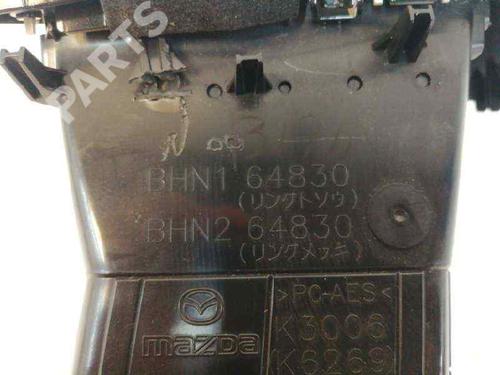 B PARTS
BHN1 64830
(リングトソウ)
BHN2 64830
(リングメッキ)
>PC-AES<
mazda
K3006
K6269